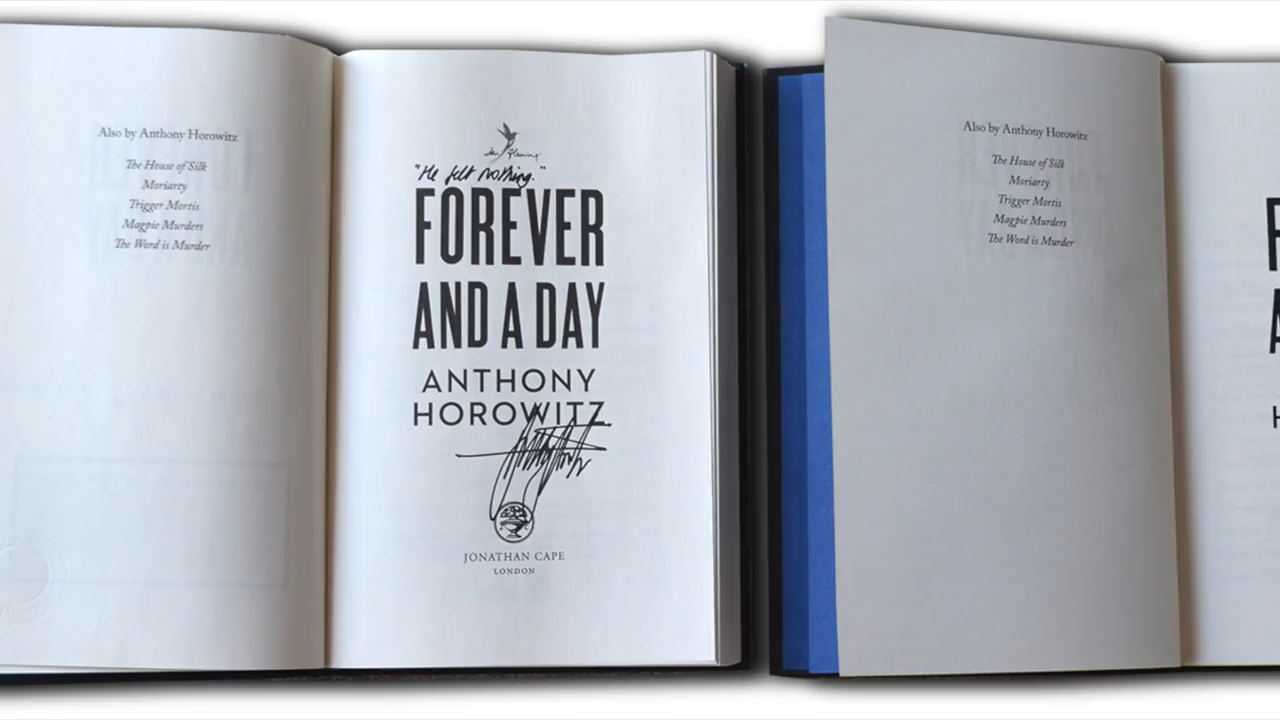 Also by Anthony Horowitz
The House of Silk
Moriarty
Trigger Mortis
Magpie Murders
The Word is Murder
Ian Fleming
"He felt nothing."
FOREVER
AND A DAY
ANTHONY
HOROWITZ
JONATHAN CAPE
LONDON
Also by Anthony Horowitz
The House of Silk
Moriarty
Trigger Mortis
Magpie Murders
The Word is Murder
F
A
H